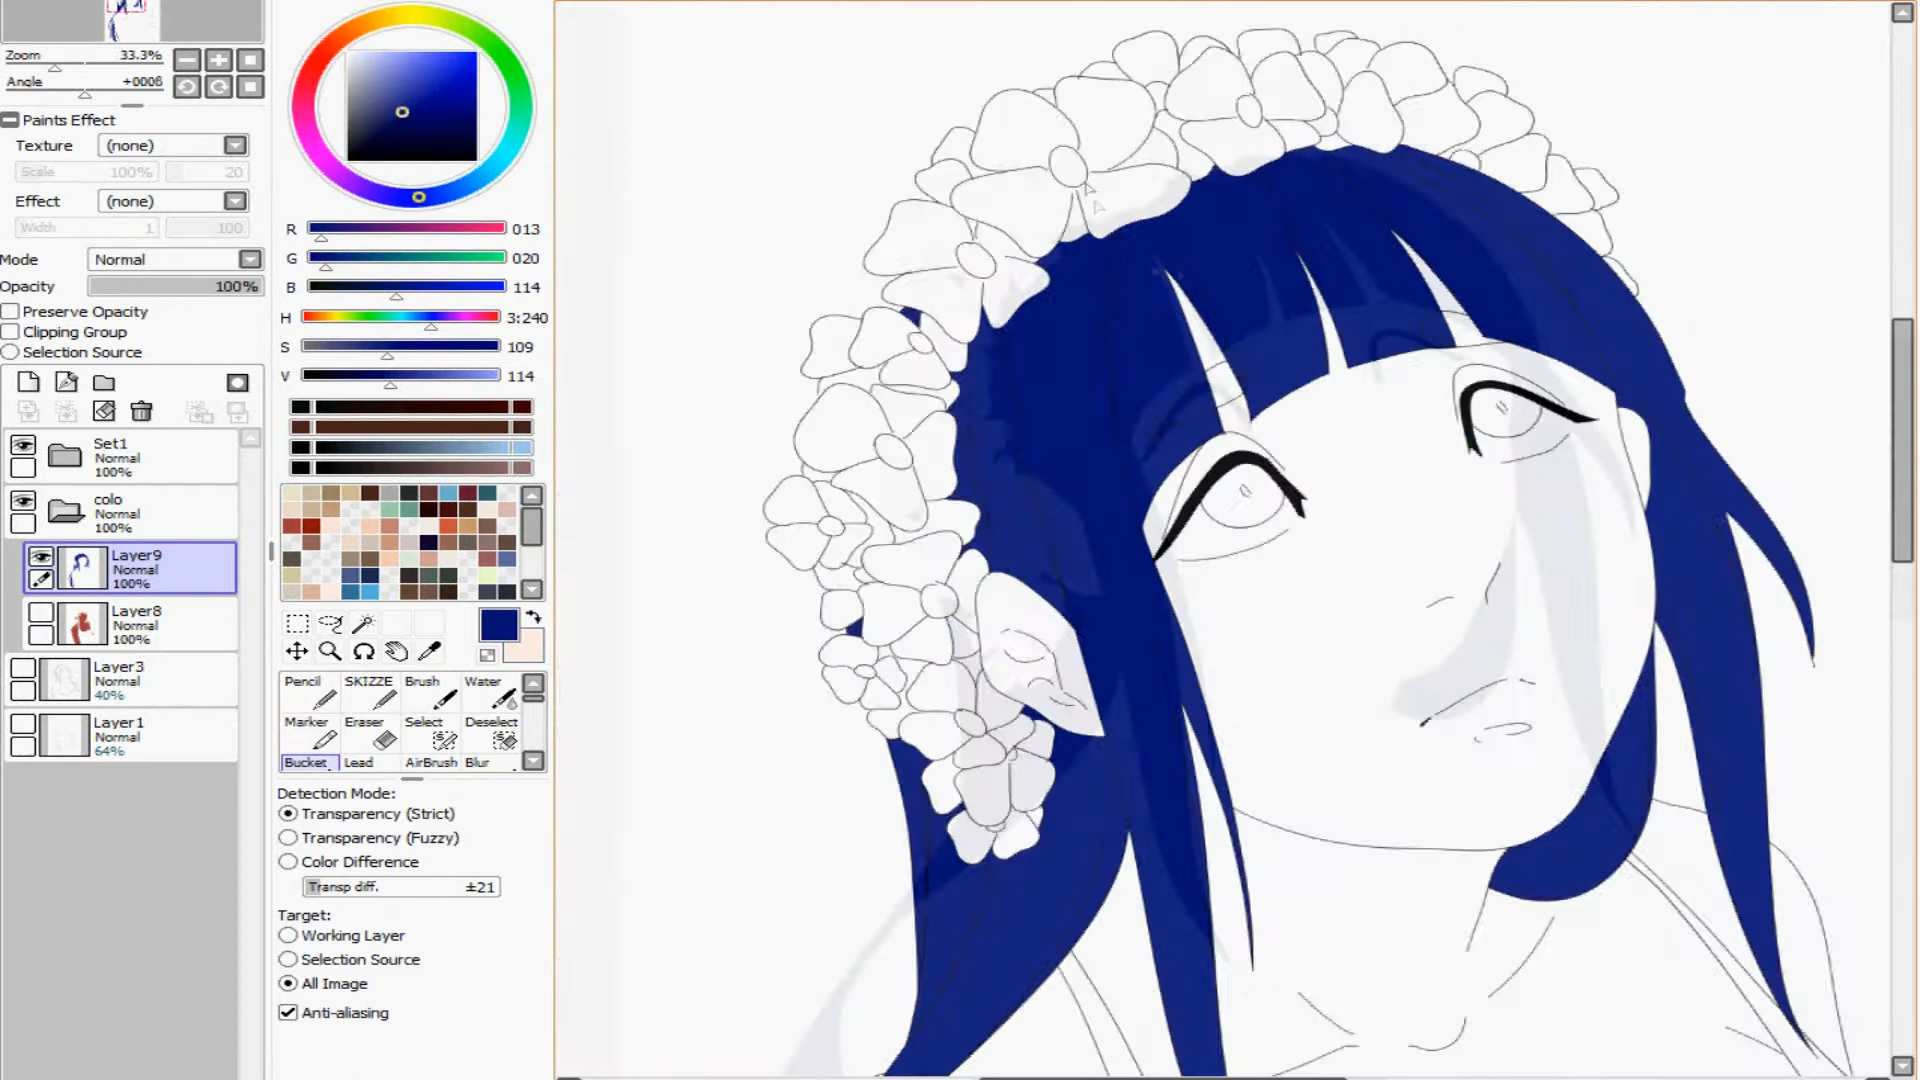 Zoom 33.3%
Angle +0006
Paints Effect
Texture (none)
Scale 100% 20
Effect (none)
Width 1 100
Mode Normal
Opacity 100%
Preserve Opacity
Clipping Group
Selection Source
Set1
Normal
100%
colo
Normal
100%
Layer9
Normal
100%
Layer8
Normal
100%
Layer3
Normal
40%
Layer1
Normal
64%
R 013
G 020
B 114
H 3:240
S 109
V 114
Pencil SKIZZE Brush Water
Marker Eraser Select Deselect
Bucket Lead AirBrush Blur
Detection Mode:
Transparency (Strict)
Transparency (Fuzzy)
Color Difference
Transp diff. ±21
Target:
Working Layer
Selection Source
All Image
Anti-aliasing